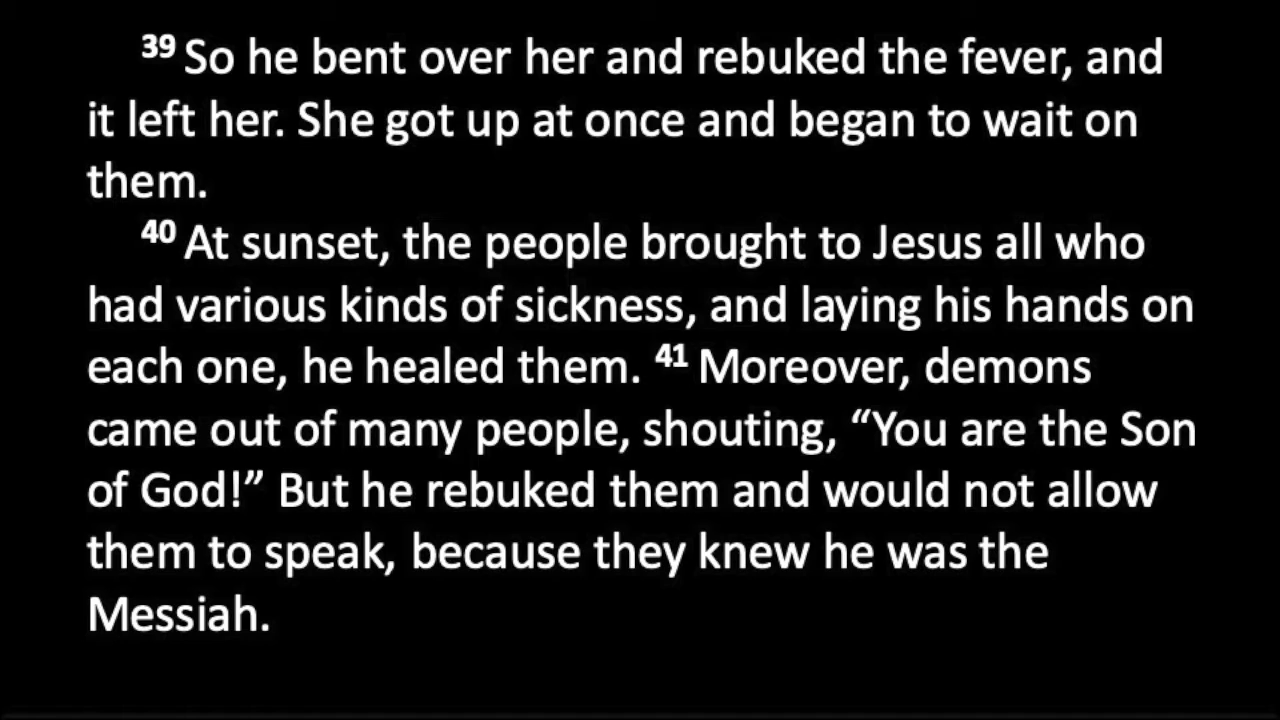 39 So he bent over her and rebuked the fever, and
it left her. She got up at once and began to wait on
them.
40 At sunset, the people brought to Jesus all who
had various kinds of sickness, and laying his hands on
each one, he healed them. 41 Moreover, demons
came out of many people, shouting, “You are the Son
of God!” But he rebuked them and would not allow
them to speak, because they knew he was the
Messiah.